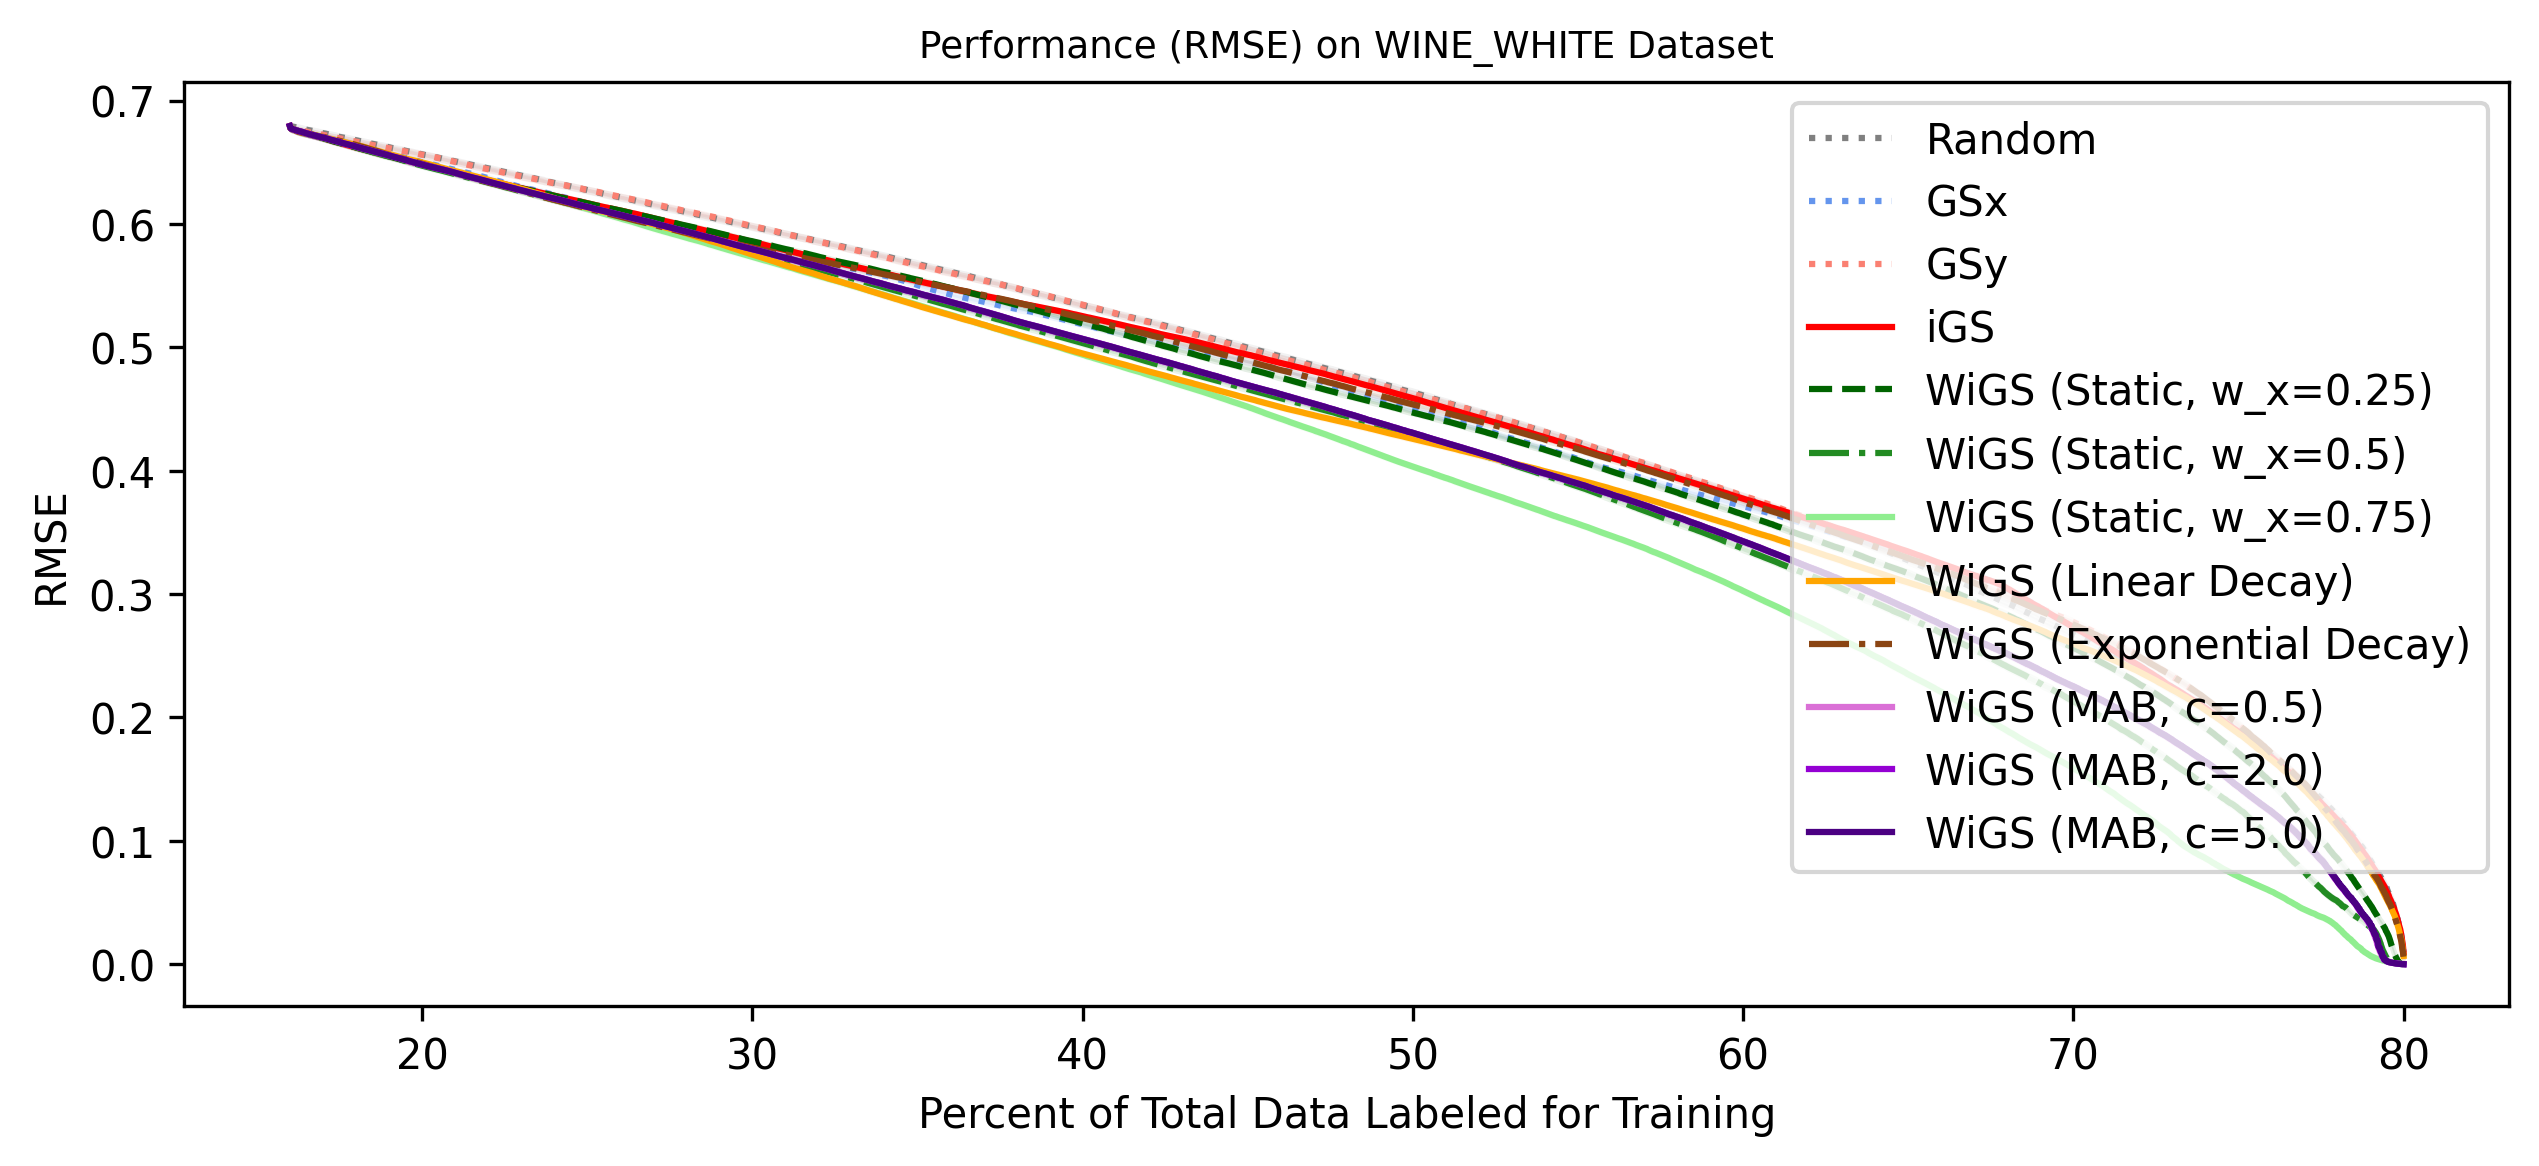 Performance (RMSE) on WINE_WHITE Dataset
0.7
0.6
0.5
0.4
0.3
0.2
0.1
0.0
RMSE
20 30 40 50 60 70 80
Percent of Total Data Labeled for Training
Random
GSx
GSy
iGS
WiGS (Static, w_x=0.25)
WiGS (Static, w_x=0.5)
WiGS (Static, w_x=0.75)
WiGS (Linear Decay)
WiGS (Exponential Decay)
WiGS (MAB, c=0.5)
WiGS (MAB, c=2.0)
WiGS (MAB, c=5.0)